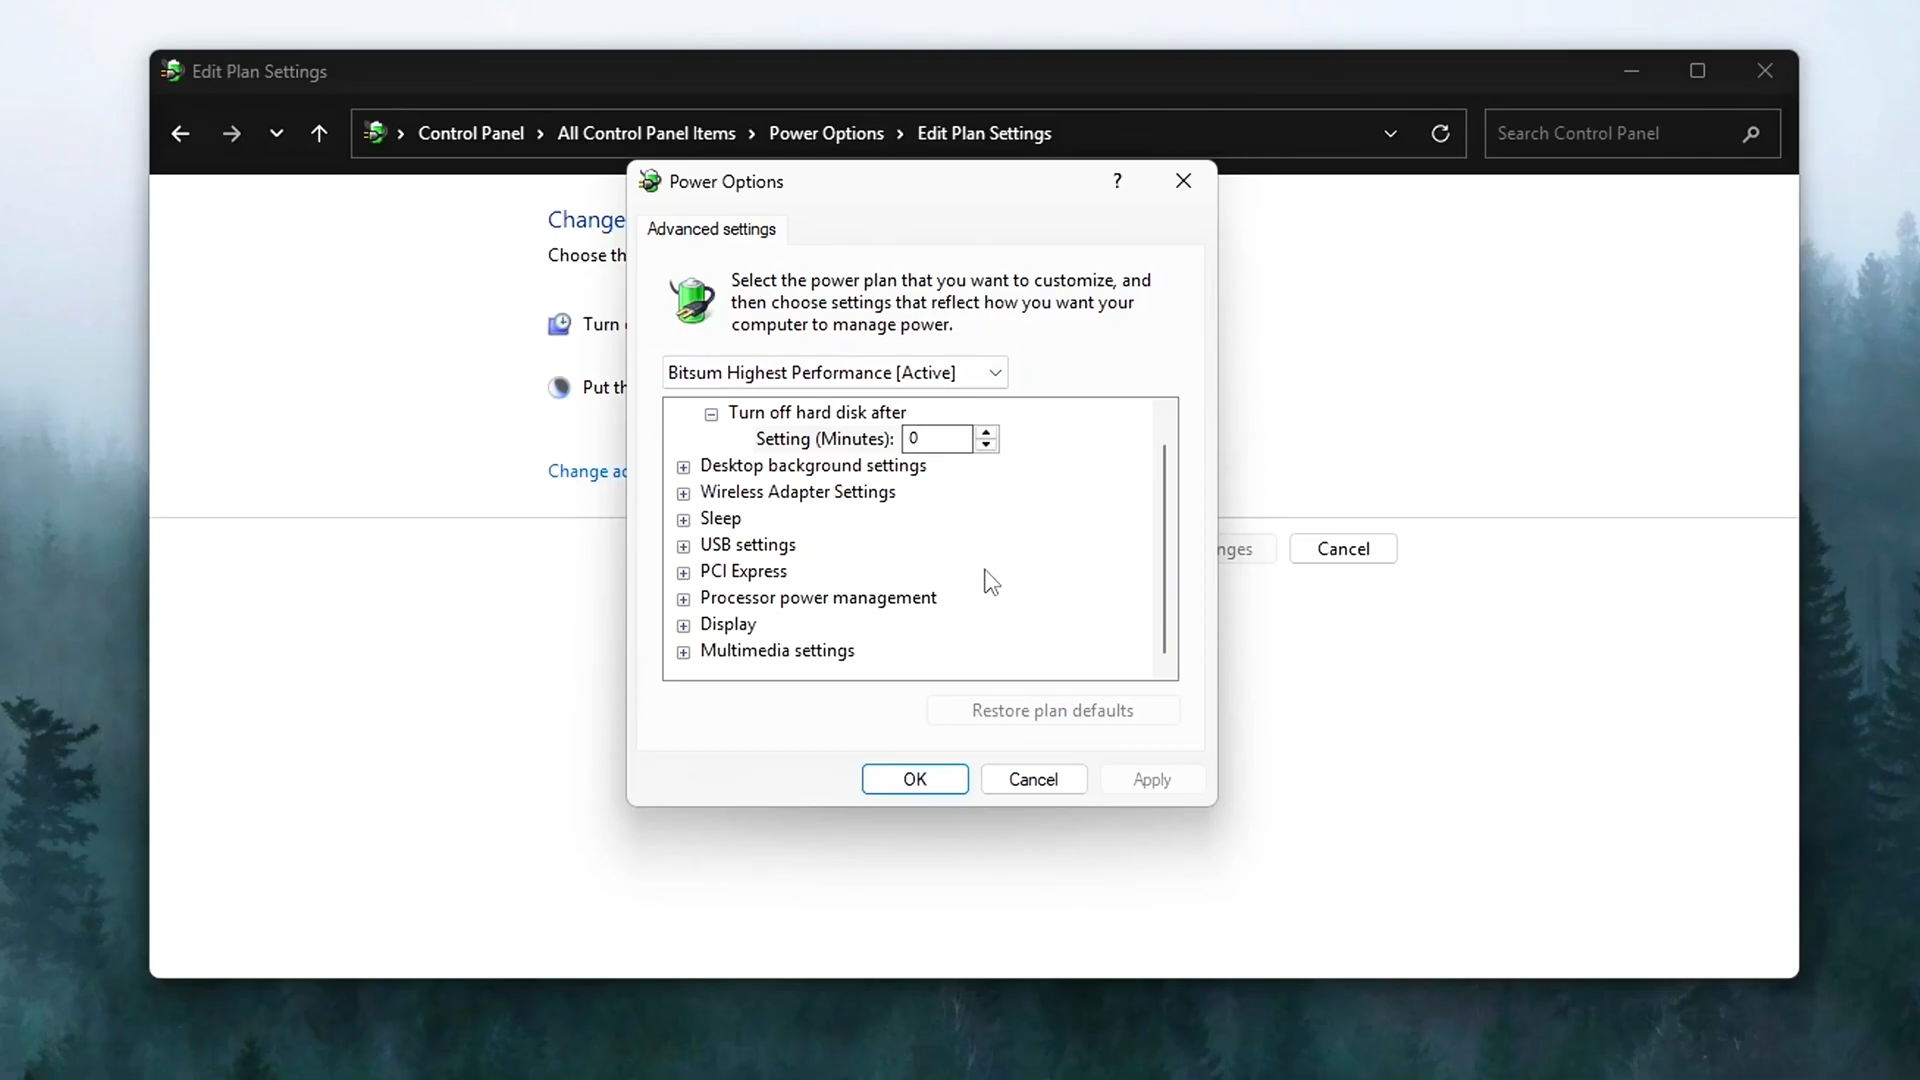 Edit Plan Settings
Control Panel > All Control Panel Items > Power Options > Edit Plan Settings
Search Control Panel
Power Options
?
Change
Advanced settings
Choose th
Select the power plan that you want to customize, and
then choose settings that reflect how you want your
computer to manage power.
Turn
Put th
Bitsum Highest Performance [Active]
Turn off hard disk after
Setting (Minutes): 0
Desktop background settings
Change ad
Wireless Adapter Settings
Sleep
USB settings
nges
Cancel
PCI Express
Processor power management
Display
Multimedia settings
Restore plan defaults
OK
Cancel
Apply